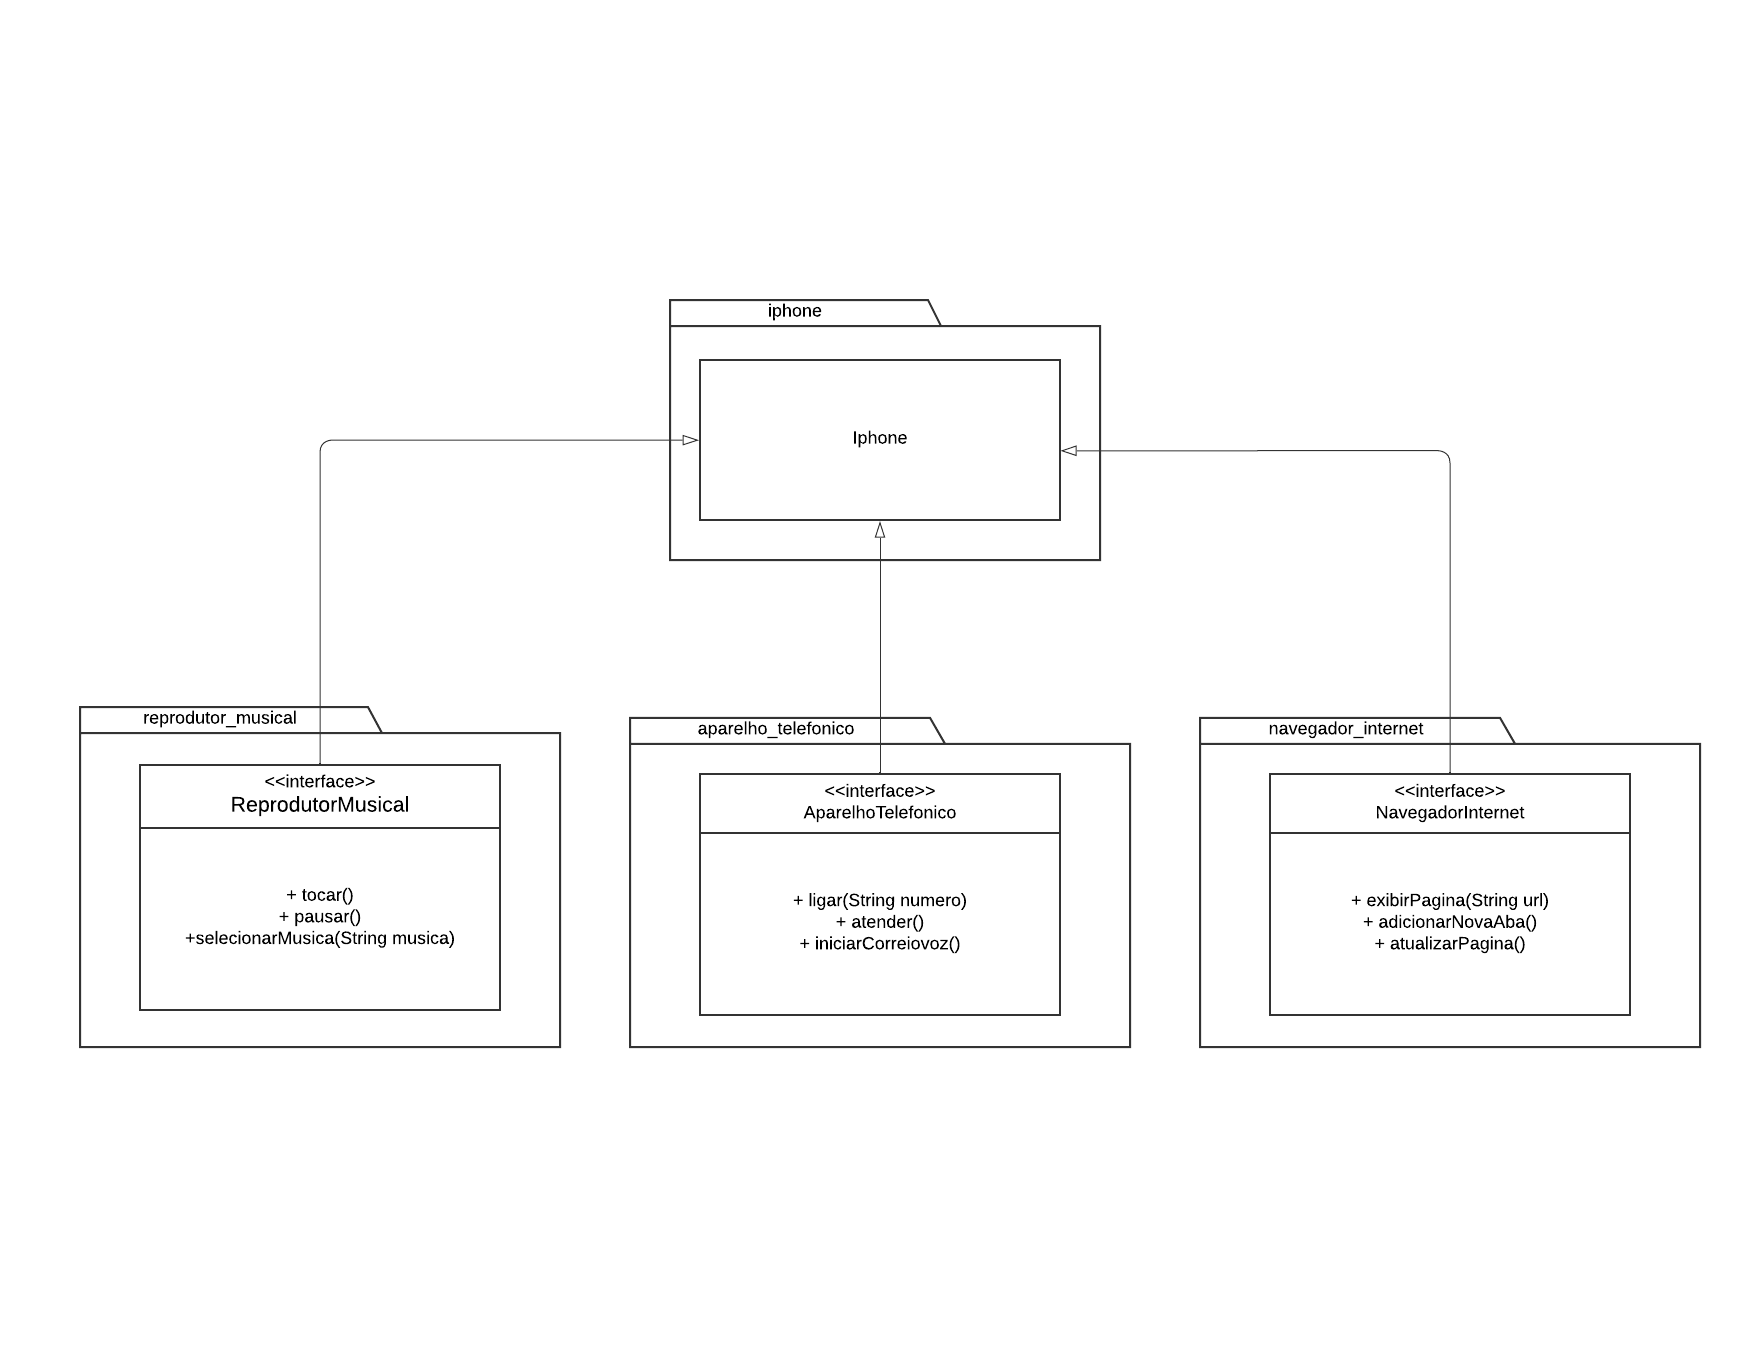 iphone
Iphone
reprodutor_musical
<<interface>>
ReprodutorMusical
+ tocar()
+ pausar()
+selecionarMusica(String musica)
aparelho_telefonico
<<interface>>
AparelhoTelefonico
+ ligar(String numero)
+ atender()
+ iniciarCorreiovoz()
navegador_internet
<<interface>>
NavegadorInternet
+ exibirPagina(String url)
+ adicionarNovaAba()
+ atualizarPagina()